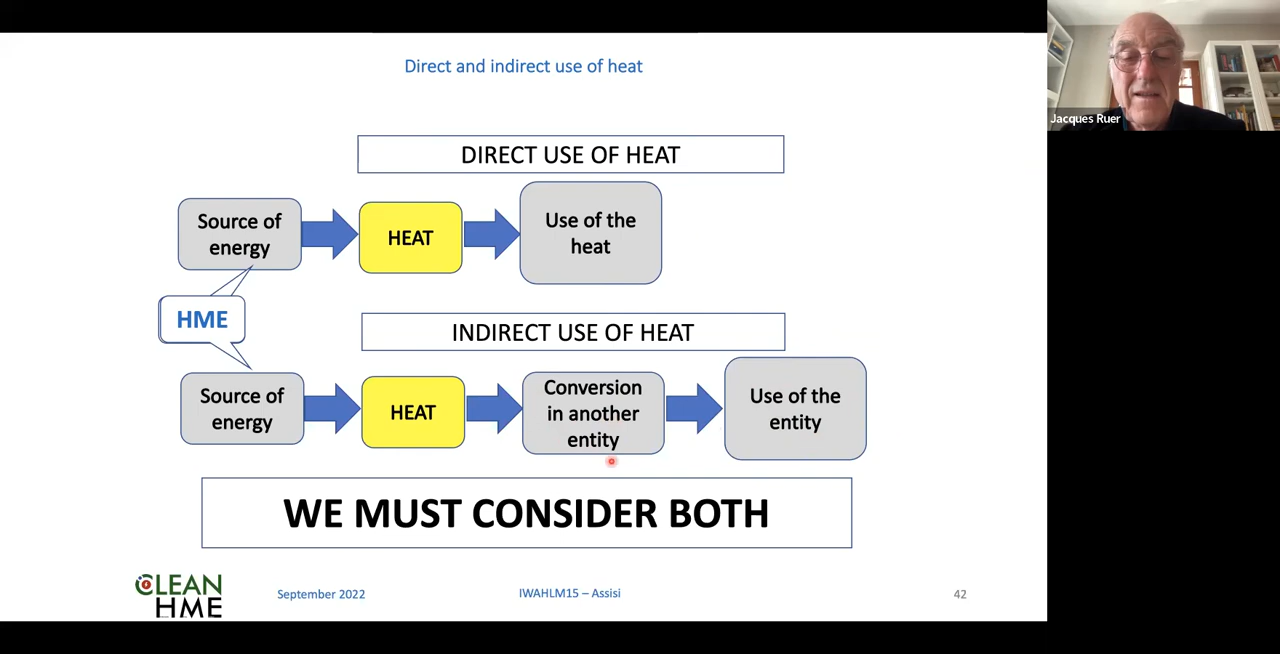 Direct and indirect use of heat
Jacques Ruer
DIRECT USE OF HEAT
Source of
energy
HEAT
Use of the
heat
HME
INDIRECT USE OF HEAT
Source of
energy
HEAT
Conversion
in another
entity
Use of the
entity
WE MUST CONSIDER BOTH
CLEAN
HME
September 2022
IWAHLM15 – Assisi
42